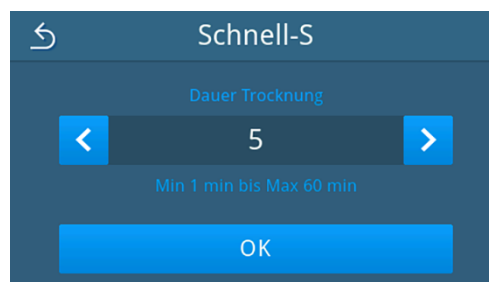 Schnell-S
Dauer Trocknung
5
Min 1 min bis Max 60 min
OK